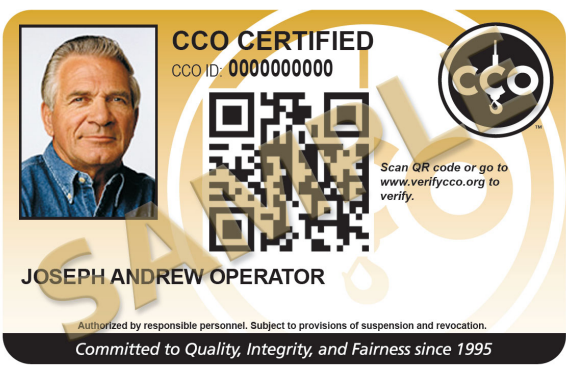 CCO CERTIFIED
CCO ID: 0000000000
CCO
TM
Scan QR code or go to
www.verifycco.org to
verify.
SAMPLE
JOSEPH ANDREW OPERATOR
Authorized by responsible personnel. Subject to provisions of suspension and revocation.
Committed to Quality, Integrity, and Fairness since 1995